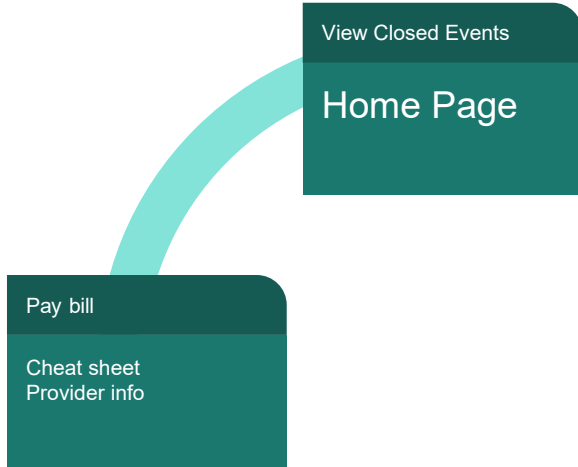 View Closed Events
Home Page
Pay bill
Cheat sheet
Provider info